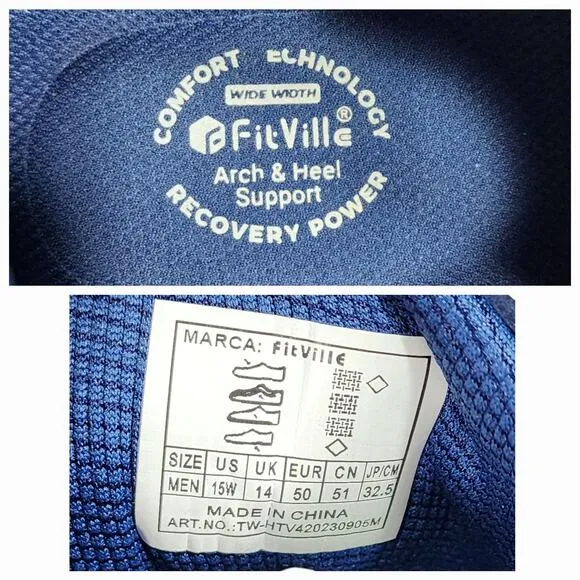 COMFORT TECHNOLOGY
WIDE WIDTH
FitVille®
Arch & Heel
Support
RECOVERY POWER
MARCA: FitVille
SIZE US UK EUR CN JP/CM
MEN 15W 14 50 51 32.5
MADE IN CHINA
ART.NO.:TW-HTV420230905M